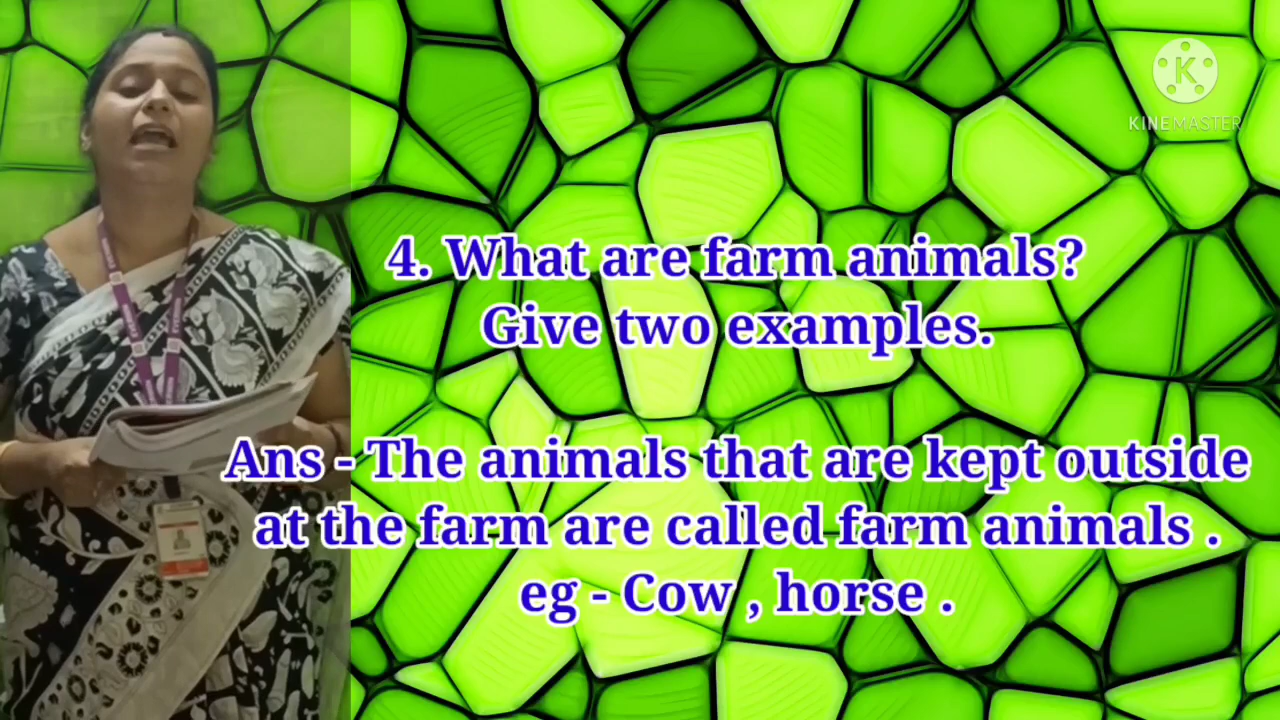 KINEMASTER
4. What are farm animals?
Give two examples.
Ans - The animals that are kept outside
at the farm are called farm animals .
eg - Cow , horse .